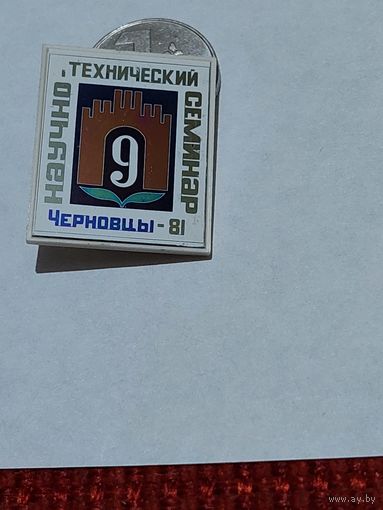 НАУЧНО-
ТЕХНИЧЕСКИЙ
СЕМИНАР
9
ЧЕРНОВЦЫ-81
www.ay.by